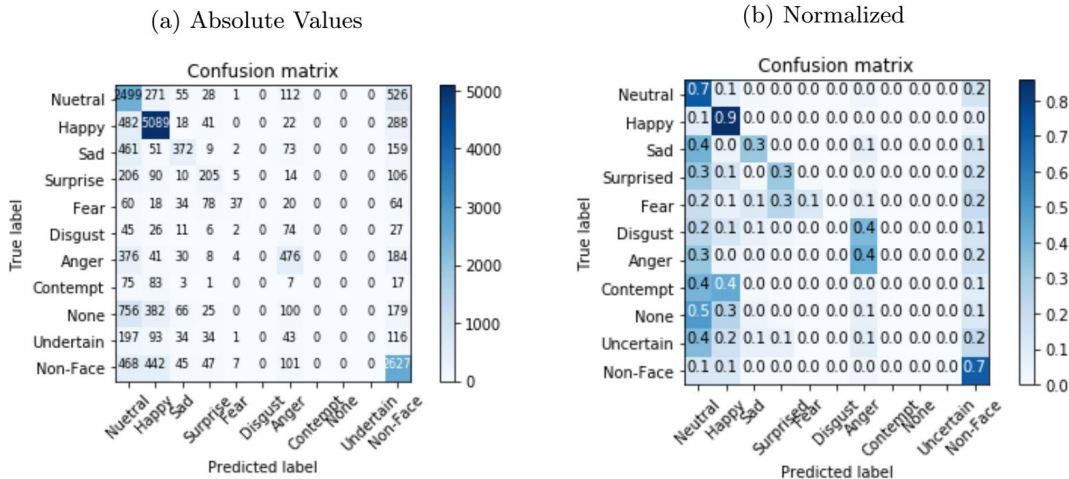 (a) Absolute Values
Confusion matrix
True label
Nuetral 2499 271 55 28 1 0 112 0 0 0 526
Happy 482 5089 18 41 0 0 22 0 0 0 288
Sad 461 51 372 9 2 0 73 0 0 0 159
Surprise 206 90 10 205 5 0 14 0 0 0 106
Fear 60 18 34 78 37 0 20 0 0 0 64
Disgust 45 26 11 6 2 0 74 0 0 0 27
Anger 376 41 30 8 4 0 476 0 0 0 184
Contempt 75 83 3 1 0 0 7 0 0 0 17
None 756 382 66 25 0 0 100 0 0 0 179
Undertain 197 93 34 34 1 0 43 0 0 0 116
Non-Face 468 442 45 47 7 0 101 0 0 0 2627
Nuetral Happy Sad Surprise Fear Disgust Anger Contempt None Undertain Non-Face
Predicted label
5000
4000
3000
2000
1000
0
(b) Normalized
Confusion matrix
True label
Neutral 0.7 0.1 0.0 0.0 0.0 0.0 0.0 0.0 0.0 0.0 0.2
Happy 0.1 0.9 0.0 0.0 0.0 0.0 0.0 0.0 0.0 0.0 0.0
Sad 0.4 0.0 0.3 0.0 0.0 0.0 0.1 0.0 0.0 0.0 0.1
Surprised 0.3 0.1 0.0 0.3 0.0 0.0 0.0 0.0 0.0 0.0 0.2
Fear 0.2 0.1 0.1 0.3 0.1 0.0 0.1 0.0 0.0 0.0 0.2
Disgust 0.2 0.1 0.1 0.0 0.0 0.0 0.4 0.0 0.0 0.0 0.1
Anger 0.3 0.0 0.0 0.0 0.0 0.0 0.4 0.0 0.0 0.0 0.2
Contempt 0.4 0.4 0.0 0.0 0.0 0.0 0.0 0.0 0.0 0.0 0.1
None 0.5 0.3 0.0 0.0 0.0 0.0 0.1 0.0 0.0 0.0 0.1
Uncertain 0.4 0.2 0.1 0.1 0.0 0.0 0.1 0.0 0.0 0.0 0.2
Non-Face 0.1 0.1 0.0 0.0 0.0 0.0 0.0 0.0 0.0 0.0 0.7
Neutral Happy Sad Surprised Fear Disgust Anger Contempt None Uncertain Non-Face
Predicted label
0.8
0.7
0.6
0.5
0.4
0.3
0.2
0.1
0.0